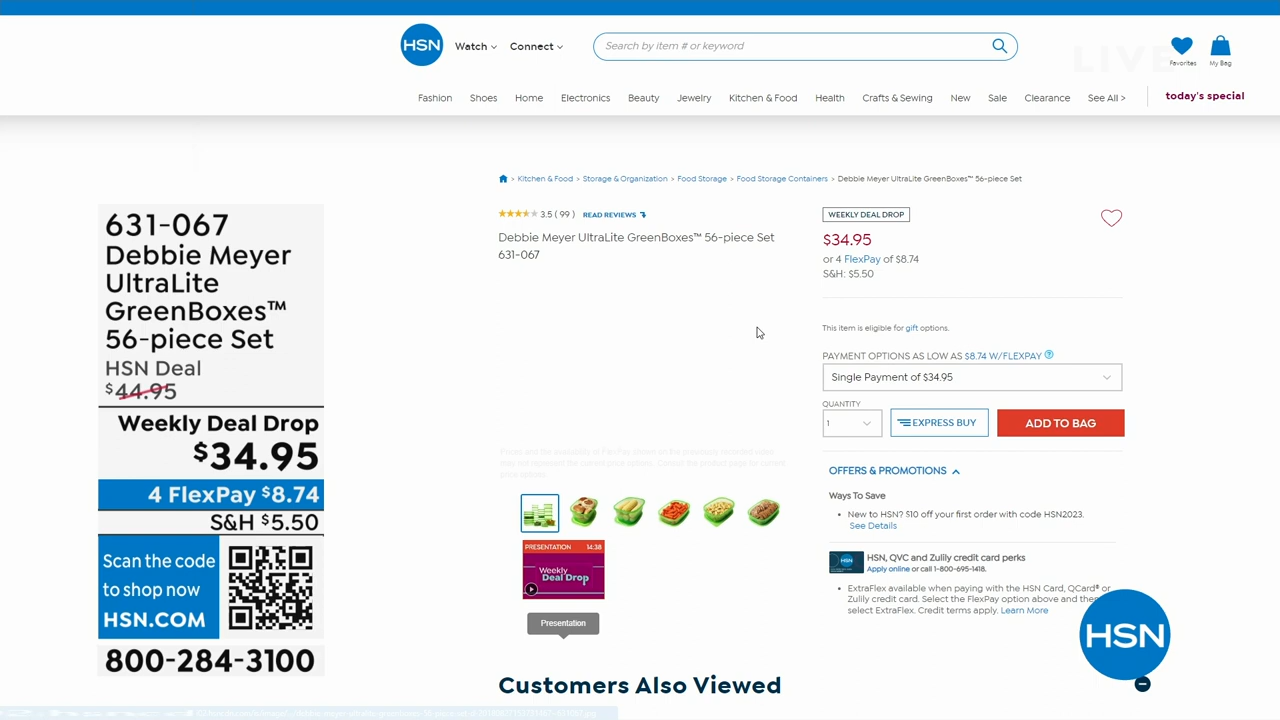 HSN
Watch
Connect
Search by item # or keyword
LIVE
Favorites
My Bag
Fashion
Shoes
Home
Electronics
Beauty
Jewelry
Kitchen & Food
Health
Crafts & Sewing
New
Sale
Clearance
See All >
today's special
> Kitchen & Food > Storage & Organization > Food Storage > Food Storage Containers > Debbie Meyer UltraLite GreenBoxes™ 56-piece Set
631-067
Debbie Meyer
UltraLite
GreenBoxes™
56-piece Set
HSN Deal
$44.95
Weekly Deal Drop
$34.95
4 FlexPay $8.74
S&H $5.50
Scan the code
to shop now
HSN.COM
800-284-3100
3.5 ( 99 ) READ REVIEWS
Debbie Meyer UltraLite GreenBoxes™ 56-piece Set
631-067
PRESENTATION 14:38
Weekly
Deal Drop
Presentation
Customers Also Viewed
WEEKLY DEAL DROP
$34.95
or 4 FlexPay of $8.74
S&H: $5.50
This item is eligible for gift options.
PAYMENT OPTIONS AS LOW AS $8.74 W/FLEXPAY ?
Single Payment of $34.95
QUANTITY
1
EXPRESS BUY
ADD TO BAG
OFFERS & PROMOTIONS
Ways To Save
• New to HSN? $10 off your first order with code HSN2023.
See Details
HSN
HSN, QVC and Zulily credit card perks
Apply online or call 1-800-695-1418.
• ExtraFlex available when paying with the HSN Card, QCard® or
Zulily credit card. Select the FlexPay option above and then
select ExtraFlex. Credit terms apply. Learn More
HSN